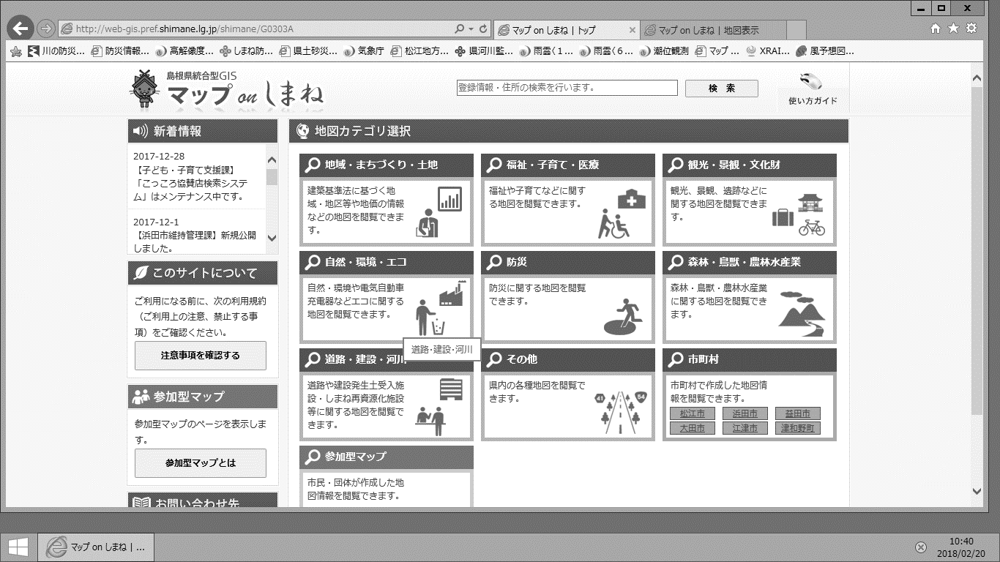 http://web-gis.pref.shimane.lg.jp/shimane/G0303A
マップ on しまね | トップ
マップ on しまね | 地図表示
川の防災...
防災情報...
高解像度...
しまね防...
県土砂災...
気象庁
松江地方...
県河川監...
雨雲く１...
雨雲く６...
潮位観測
マップ ...
XRAI...
風予想図...
島根県統合型GIS
マップ on しまね
登録情報・住所の検索を行います。
検 索
使い方ガイド
新着情報
2017-12-28
【子ども・子育て支援課】
「こっころ協賛店検索システ
ム」はメンテナンス中です。
2017-12-1
【浜田市維持管理課】新規公開
しました。
このサイトについて
ご利用になる前に、次の利用規約
（ご利用上の注意、禁止する事
項）をご確認ください。
注意事項を確認する
参加型マップ
参加型マップのページを表示しま
す。
参加型マップとは
お問い合わせ先
地図カテゴリ選択
地域・まちづくり・土地
建築基準法に基づく地
域・地区等や地価の情報
などの地図を閲覧できま
す。
福祉・子育て・医療
福祉や子育てなどに関す
る地図を閲覧できます。
観光・景観・文化財
観光、景観、遺跡などに
関する地図を閲覧できま
す。
自然・環境・エコ
自然・環境や電気自動車
充電器などエコに関する
地図を閲覧できます。
防災
防災に関する地図を閲覧
できます。
森林・鳥獣・農林水産業
森林・鳥獣・農林水産業
に関する地図を閲覧でき
ます。
道路・建設・河川
道路･建設･河川
道路や建設発生土受入施
設・しまね再資源化施設
等に関する地図を閲覧で
きます。
その他
県内の各種地図を閲覧で
きます。
41
54
市町村
市町村で作成した地図情
報を閲覧できます。
松江市 浜田市 益田市
大田市 江津市 津和野町
参加型マップ
市民・団体が作成した地
図情報を閲覧できます。
マップ on しまね | ...
10:40
2018/02/20